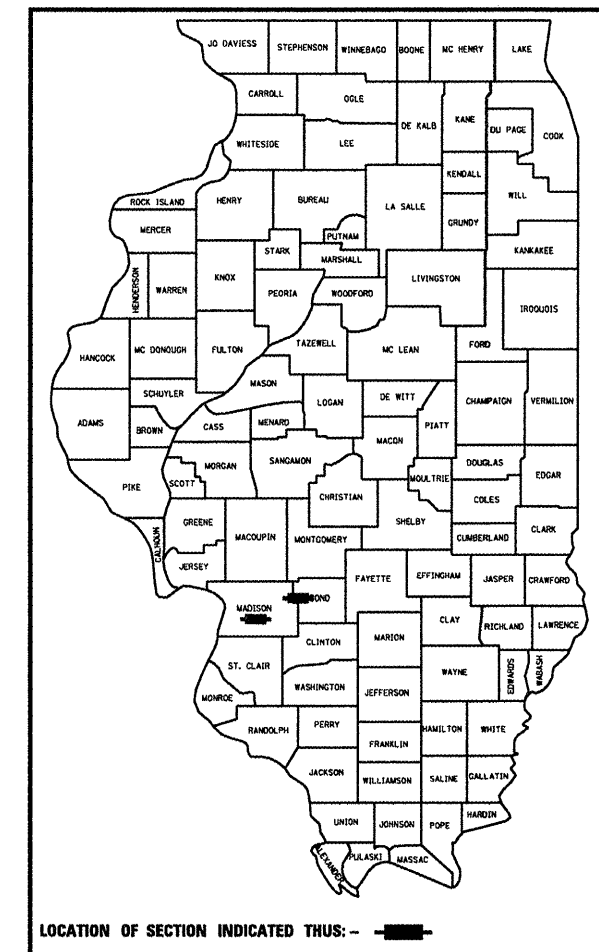 JO DAVIESS STEPHENSON WINNEBAGO BOONE MC HENRY LAKE
CARROLL OGLE DE KALB KANE DU PAGE COOK
WHITESIDE LEE KENDALL WILL
ROCK ISLAND HENRY BUREAU LA SALLE GRUNDY
MERCER PUTNAM KANKAKEE
STARK MARSHALL
HENDERSON WARREN KNOX PEORIA WOODFORD LIVINGSTON IROQUOIS
HANCOCK MC DONOUGH FULTON TAZEWELL MC LEAN FORD
MASON
SCHUYLER LOGAN DE WITT CHAMPAIGN VERMILION
ADAMS BROWN CASS MENARD MACON PIATT
PIKE SCOTT MORGAN SANGAMON MOULTRIE DOUGLAS EDGAR
CHRISTIAN COLES
GREENE MACOUPIN MONTGOMERY SHELBY CUMBERLAND CLARK
CALHOUN JERSEY
FAYETTE EFFINGHAM JASPER CRAWFORD
MADISON OND
CLAY RICHLAND LAWRENCE
CLINTON MARION
ST. CLAIR WAYNE EDWARDS WABASH
MONROE WASHINGTON JEFFERSON
RANDOLPH PERRY HAMILTON WHITE
FRANKLIN
JACKSON WILLIAMSON SALINE GALLATIN
UNION JOHNSON POPE HARDIN
ALEXANDER PULASKI MASSAC
LOCATION OF SECTION INDICATED THUS: –